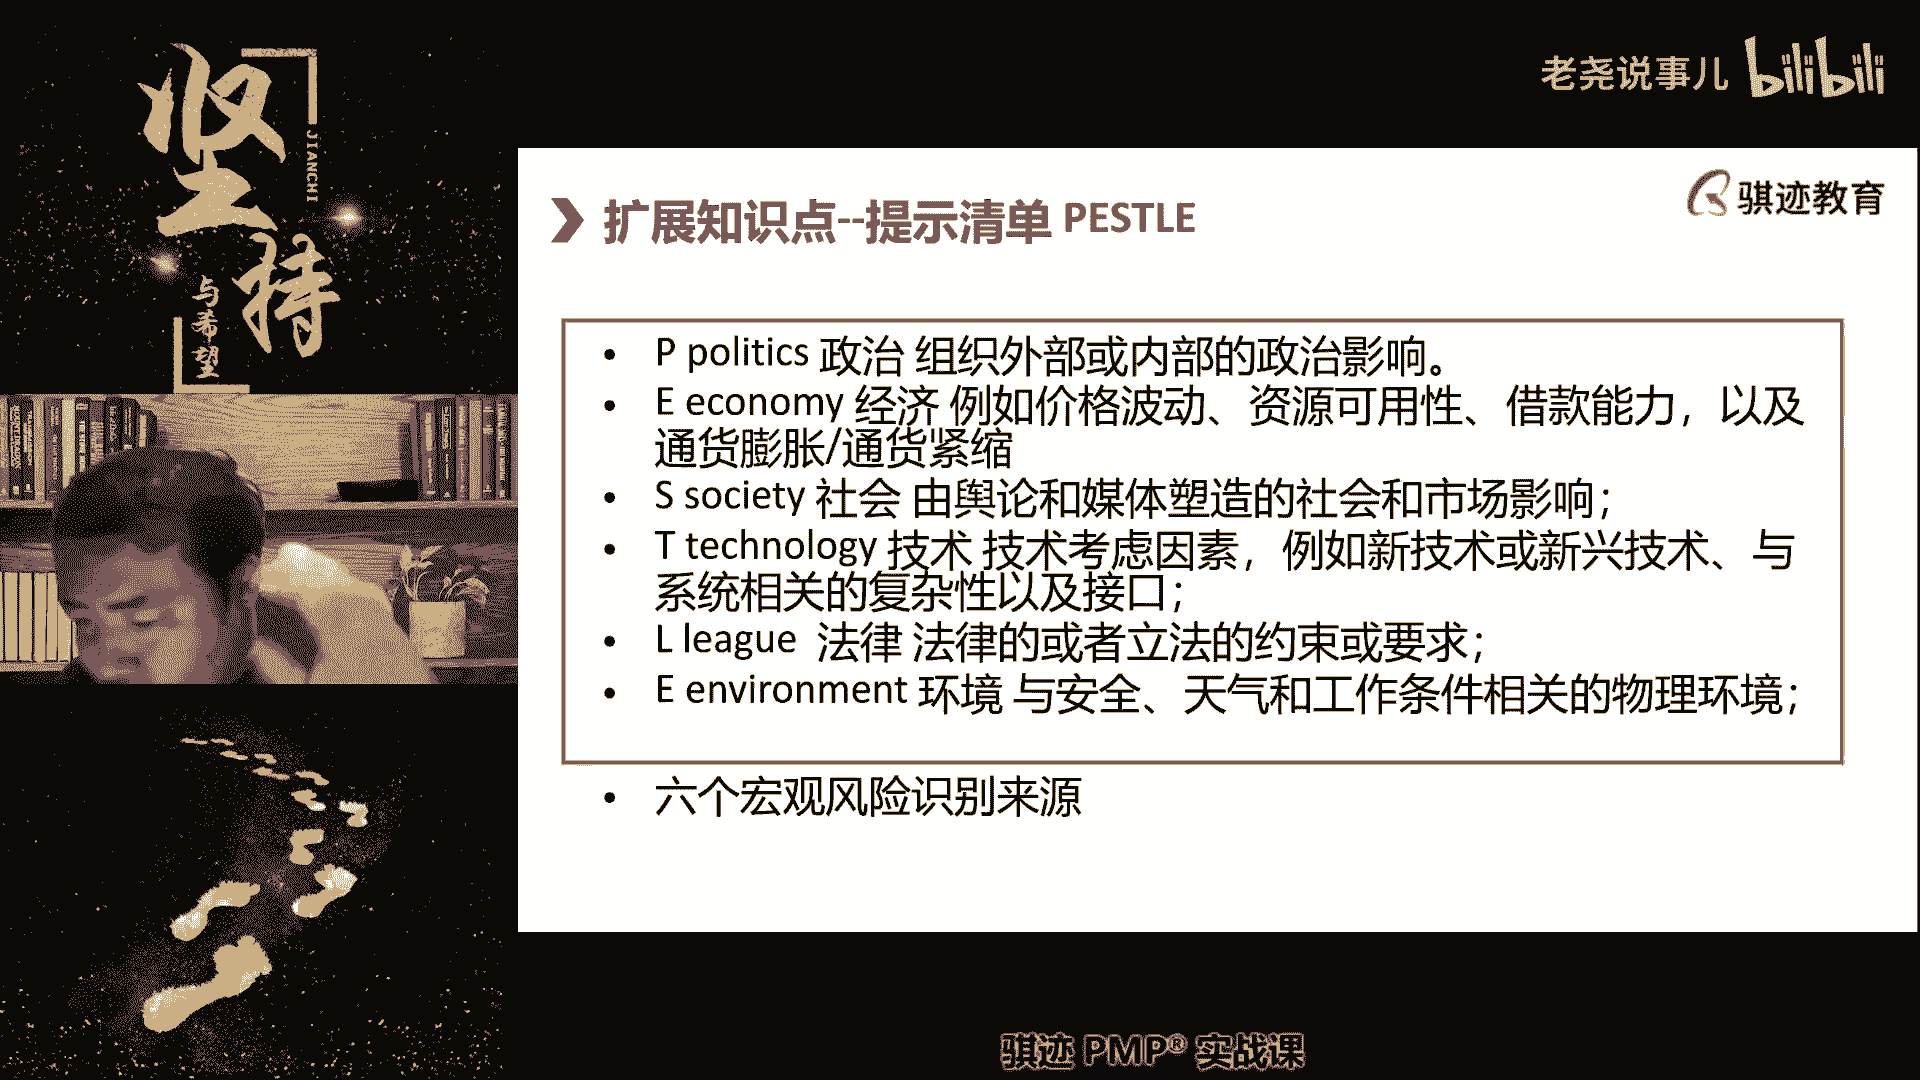 坚持
JIANCHI
与希望
老尧说事儿 bilibili
骐迹教育
扩展知识点--提示清单 PESTLE
• P politics 政治 组织外部或内部的政治影响。
• E economy 经济 例如价格波动、资源可用性、借款能力，以及
通货膨胀/通货紧缩
• S society 社会 由舆论和媒体塑造的社会和市场影响；
• T technology 技术 技术考虑因素，例如新技术或新兴技术、与
系统相关的复杂性以及接口；
• L league 法律 法律的或者立法的约束或要求；
• E environment 环境 与安全、天气和工作条件相关的物理环境；
• 六个宏观风险识别来源
骐迹 PMP® 实战课